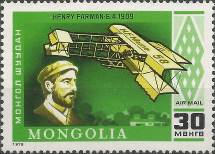 HENRY FARMAN-6/4-1909
МОНГОЛ ШУУДАН
AIR MAIL
30
МӨНГӨ
MONGOLIA
1978